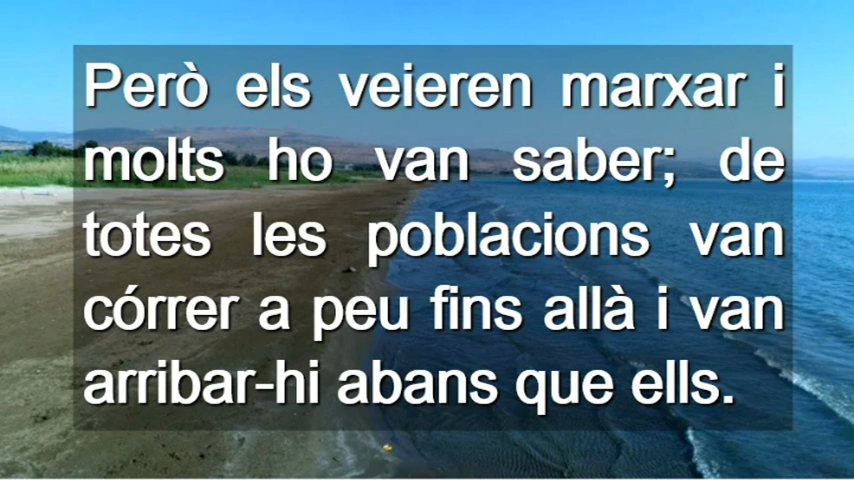 Però els veieren marxar i
molts ho van saber; de
totes les poblacions van
córrer a peu fins allà i van
arribar-hi abans que ells.